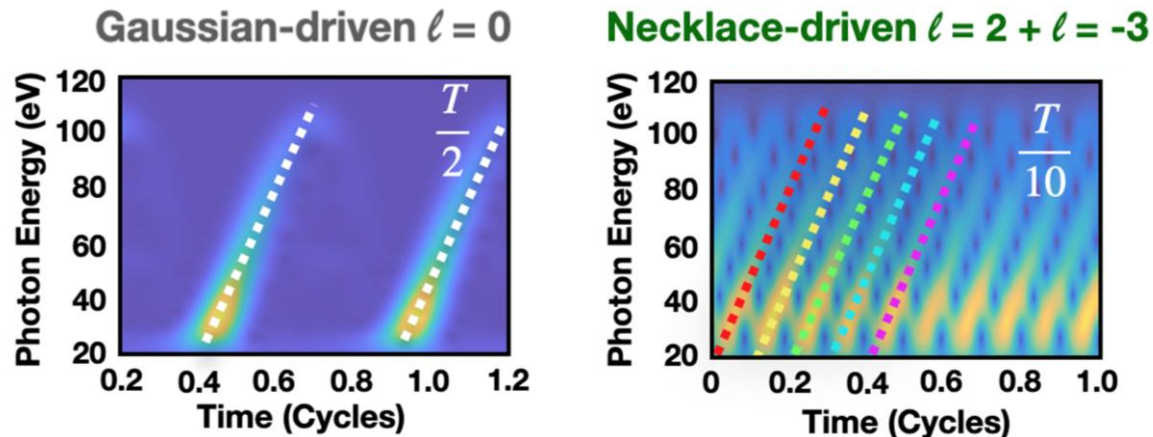 Gaussian-driven ℓ = 0
120
100
80
60
40
20
Photon Energy (eV)
T
2
0.2 0.4 0.6 0.8 1.0 1.2
Time (Cycles)
Necklace-driven ℓ = 2 + ℓ = -3
120
100
80
60
40
20
Photon Energy (eV)
T
10
0 0.2 0.4 0.6 0.8 1.0
Time (Cycles)